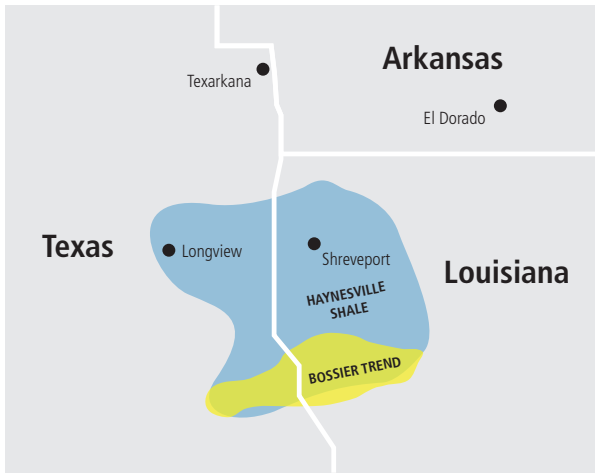 Arkansas
Texarkana
El Dorado
Texas
Longview
Shreveport
Louisiana
HAYNESVILLE
SHALE
BOSSIER TREND